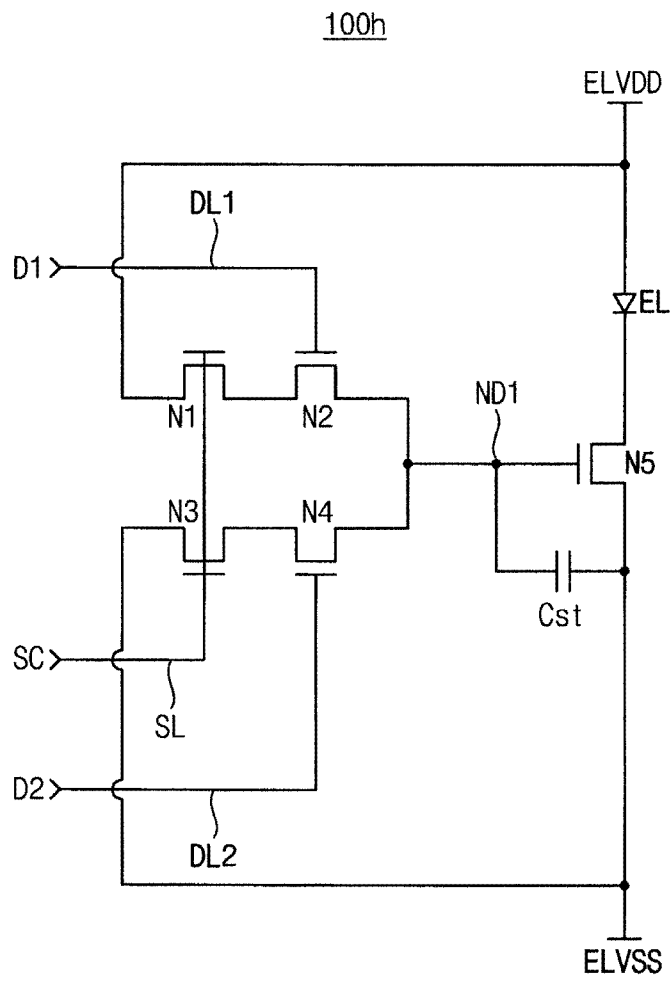 100h
ELVDD
DL1
D1
EL
N1
N2
ND1
N5
N3
N4
Cst
SC
SL
D2
DL2
ELVSS